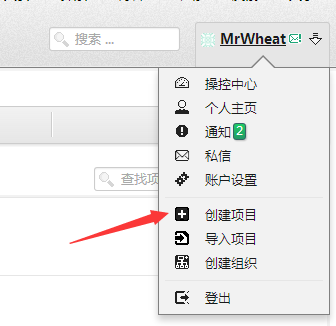 搜索 ...
MrWheat
操控中心
个人主页
通知 2
私信
查找项
账户设置
创建项目
导入项目
创建组织
登出